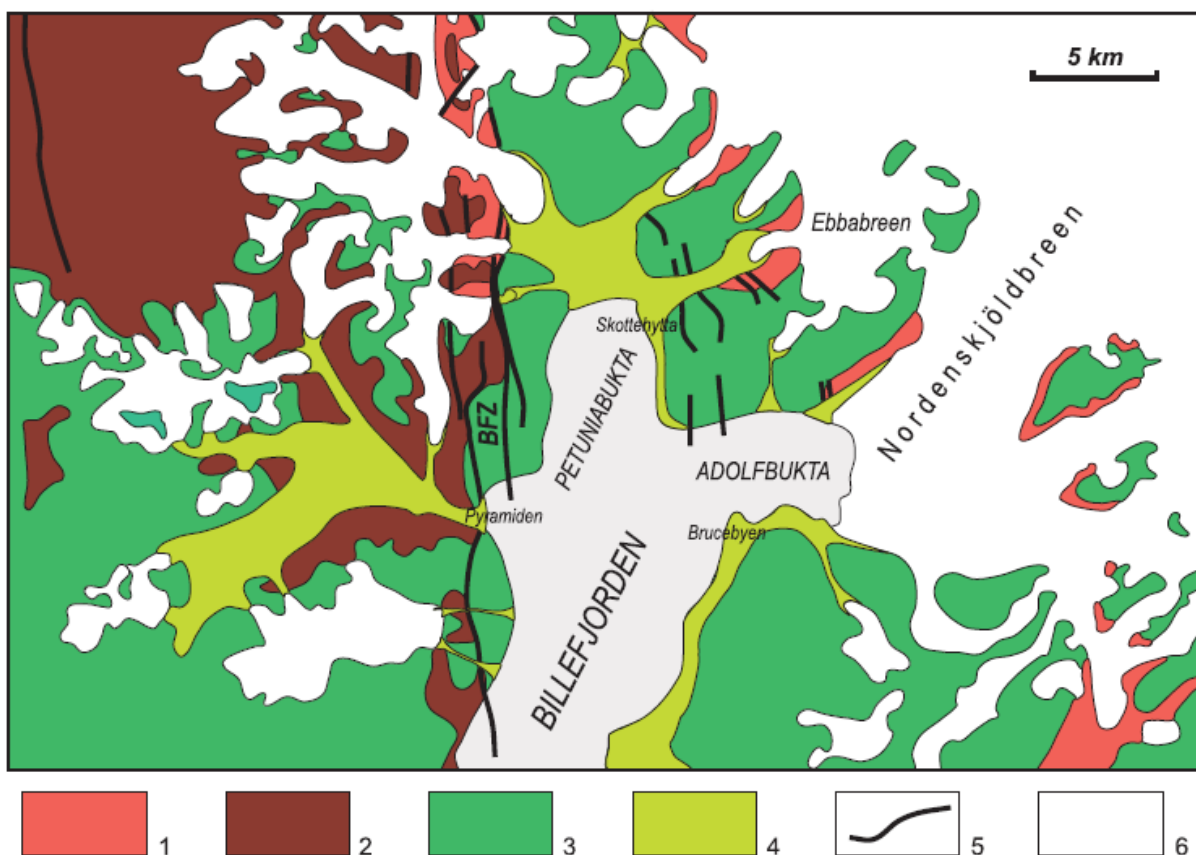 5 km
Ebbabreen
Nordenskjöldbreen
Skottehytta
PETUNIABUKTA
BFZ
ADOLFBUKTA
Pyramiden
Brucebyen
BILLEFJORDEN
1
2
3
4
5
6